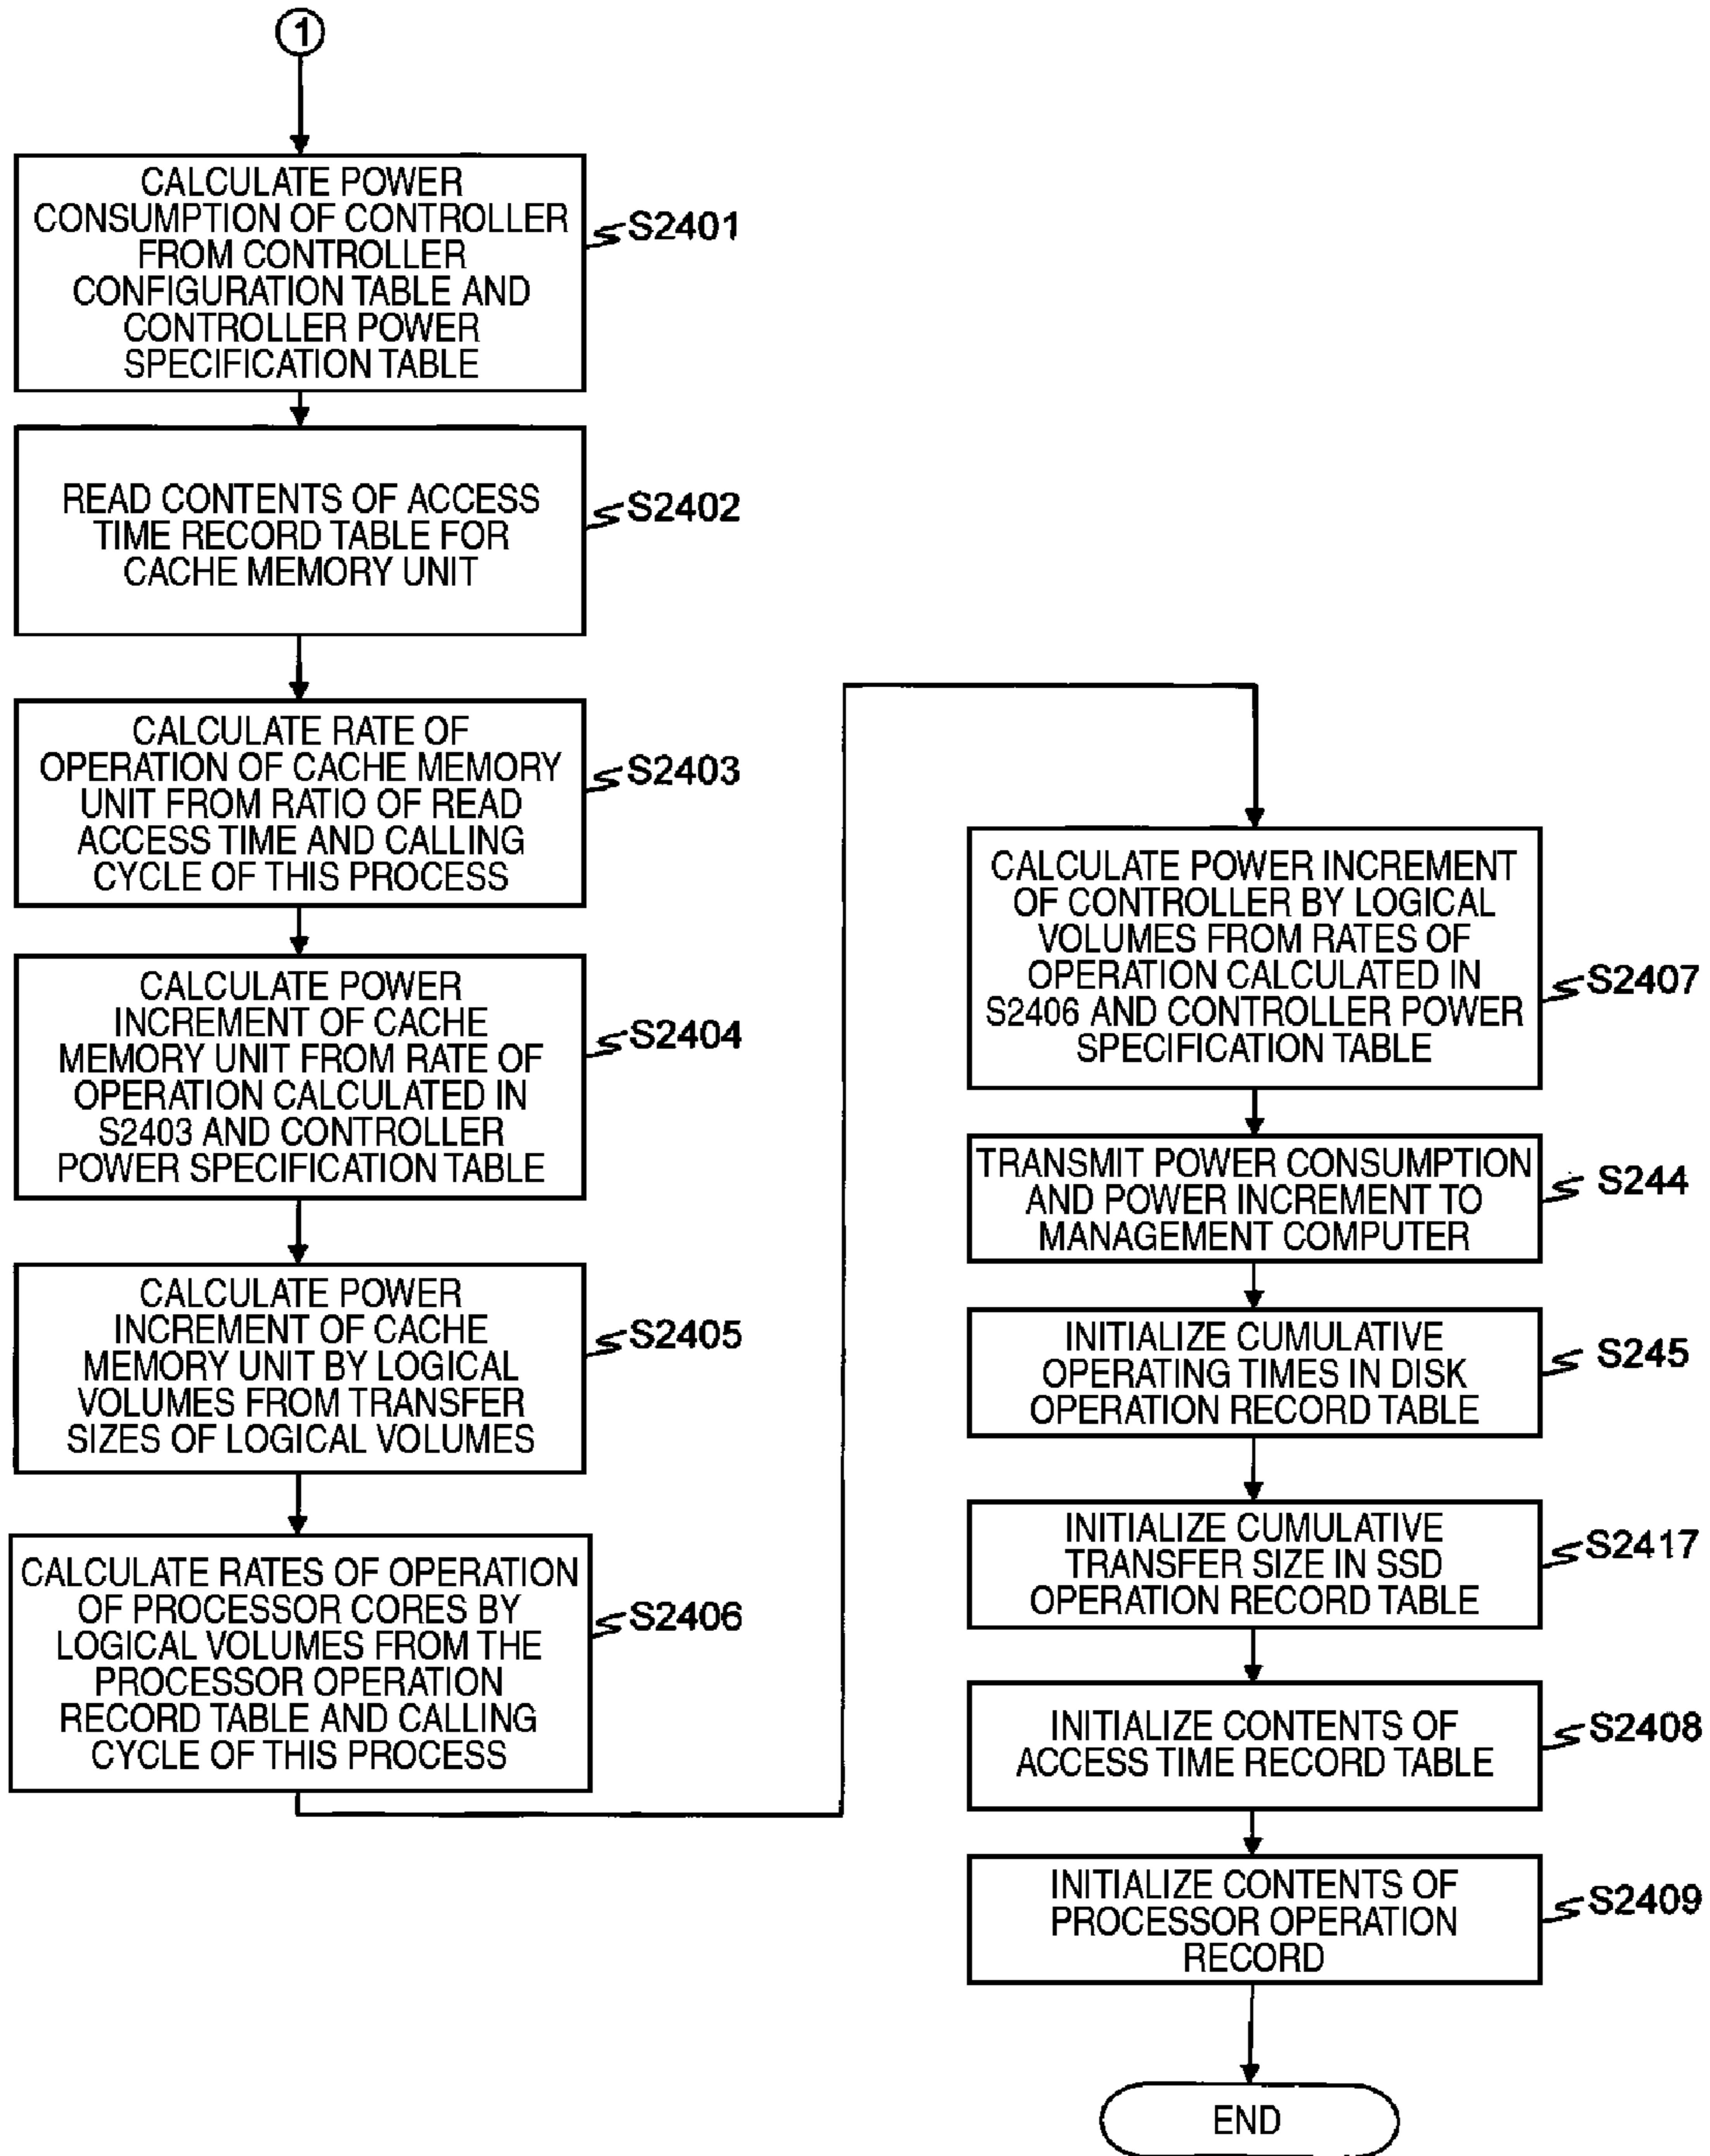 1
CALCULATE POWER
CONSUMPTION OF CONTROLLER
FROM CONTROLLER
CONFIGURATION TABLE AND
CONTROLLER POWER
SPECIFICATION TABLE
S2401
READ CONTENTS OF ACCESS
TIME RECORD TABLE FOR
CACHE MEMORY UNIT
S2402
CALCULATE RATE OF
OPERATION OF CACHE MEMORY
UNIT FROM RATIO OF READ
ACCESS TIME AND CALLING
CYCLE OF THIS PROCESS
S2403
CALCULATE POWER
INCREMENT OF CACHE
MEMORY UNIT FROM RATE OF
OPERATION CALCULATED IN
S2403 AND CONTROLLER
POWER SPECIFICATION TABLE
S2404
CALCULATE POWER
INCREMENT OF CACHE
MEMORY UNIT BY LOGICAL
VOLUMES FROM TRANSFER
SIZES OF LOGICAL VOLUMES
S2405
CALCULATE RATES OF OPERATION
OF PROCESSOR CORES BY
LOGICAL VOLUMES FROM THE
PROCESSOR OPERATION
RECORD TABLE AND CALLING
CYCLE OF THIS PROCESS
S2406
CALCULATE POWER INCREMENT
OF CONTROLLER BY LOGICAL
VOLUMES FROM RATES OF
OPERATION CALCULATED IN
S2406 AND CONTROLLER POWER
SPECIFICATION TABLE
S2407
TRANSMIT POWER CONSUMPTION
AND POWER INCREMENT TO
MANAGEMENT COMPUTER
S244
INITIALIZE CUMULATIVE
OPERATING TIMES IN DISK
OPERATION RECORD TABLE
S245
INITIALIZE CUMULATIVE
TRANSFER SIZE IN SSD
OPERATION RECORD TABLE
S2417
INITIALIZE CONTENTS OF
ACCESS TIME RECORD TABLE
S2408
INITIALIZE CONTENTS OF
PROCESSOR OPERATION
RECORD
S2409
END